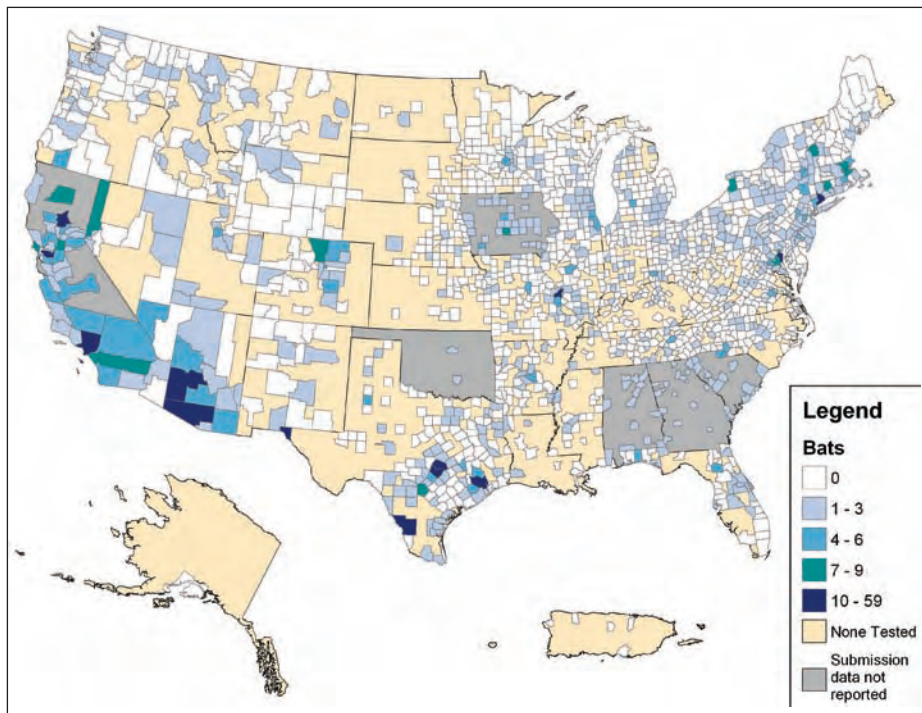 Legend
Bats
0
1 - 3
4 - 6
7 - 9
10 - 59
None Tested
Submission
data not
reported